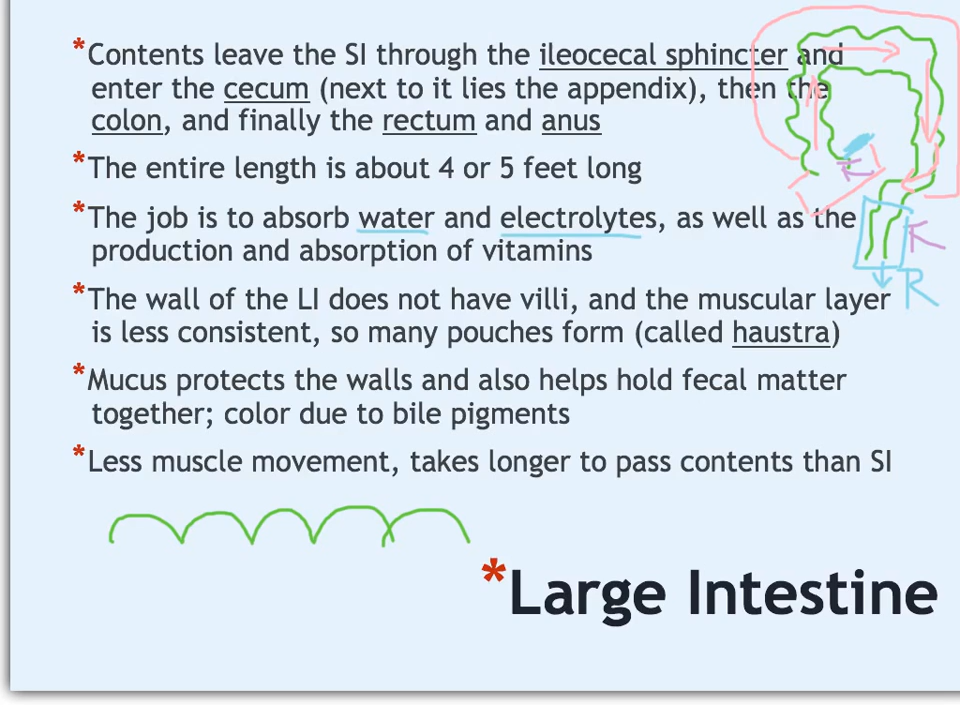 *Contents leave the SI through the ileocecal sphincter and
enter the cecum (next to it lies the appendix), then the
colon, and finally the rectum and anus
*The entire length is about 4 or 5 feet long
*The job is to absorb water and electrolytes, as well as the
production and absorption of vitamins
*The wall of the LI does not have villi, and the muscular layer
is less consistent, so many pouches form (called haustra)
*Mucus protects the walls and also helps hold fecal matter
together; color due to bile pigments
*Less muscle movement, takes longer to pass contents than SI
R
*Large Intestine